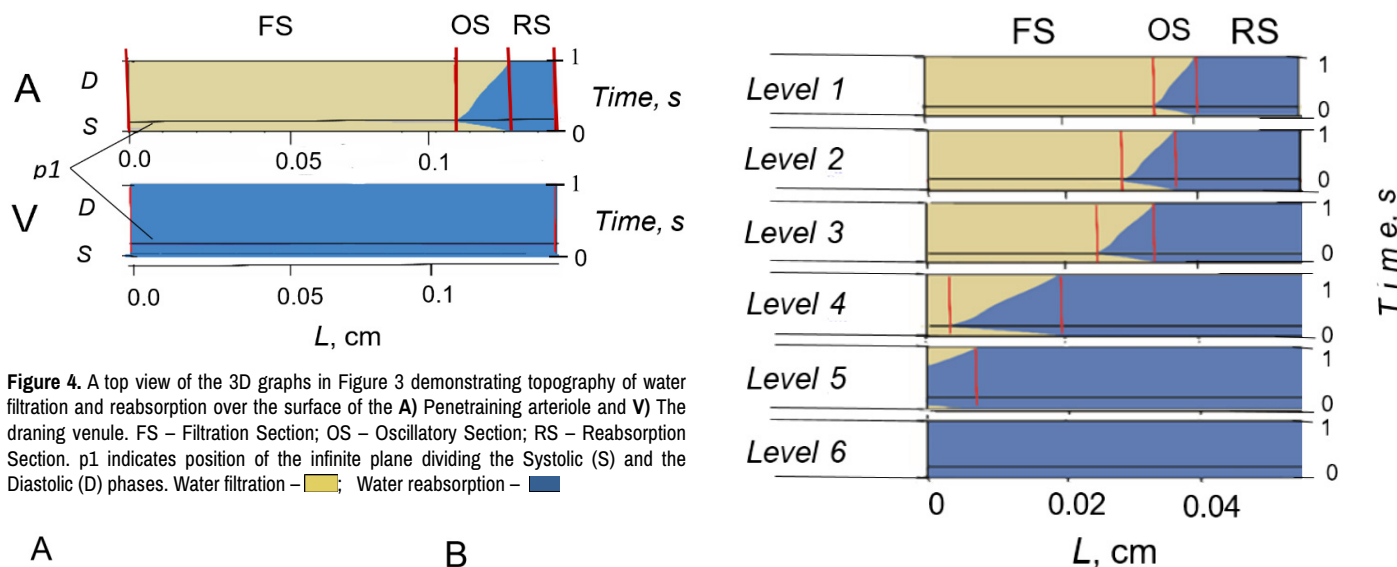 FS OS RS
A
D
S
1
0
Time, s
0.0 0.05 0.1
p1
V
D
S
1
0
Time, s
0.0 0.05 0.1
L, cm
Figure 4. A top view of the 3D graphs in Figure 3 demonstrating topography of water
filtration and reabsorption over the surface of the A) Penetraining arteriole and V) The
draning venule. FS – Filtration Section; OS – Oscillatory Section; RS – Reabsorption
Section. p1 indicates position of the infinite plane dividing the Systolic (S) and the
Diastolic (D) phases. Water filtration – ; Water reabsorption –
A B
FS OS RS
Level 1 1
0
Level 2 1
0
Level 3 1
0
Level 4 1
0
Level 5 1
0
Level 6 1
0
0 0.02 0.04
L, cm
Time, s